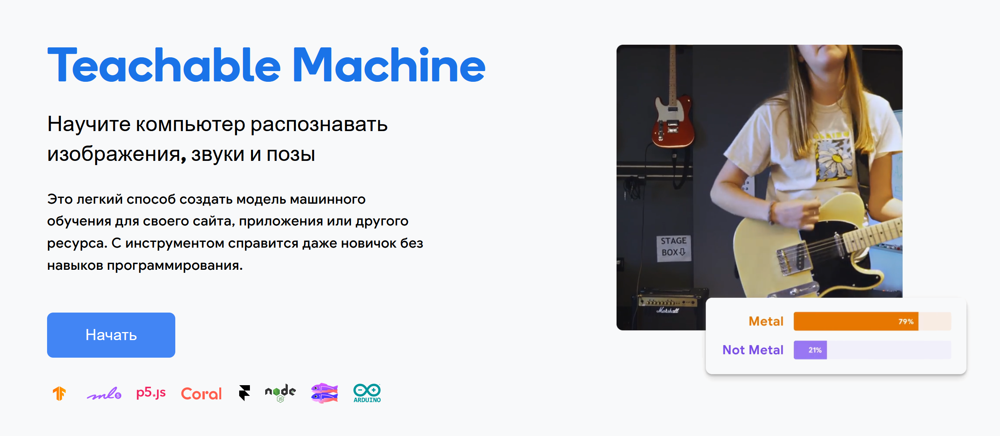 Teachable Machine
Научите компьютер распознавать
изображения, звуки и позы
Это легкий способ создать модель машинного
обучения для своего сайта, приложения или другого
ресурса. С инструментом справится даже новичок без
навыков программирования.
Начать
ml5
p5*js
Coral
node
JS
ARDUINO
STAGE
BOX⇩
Marshall
Metal 79%
Not Metal 21%